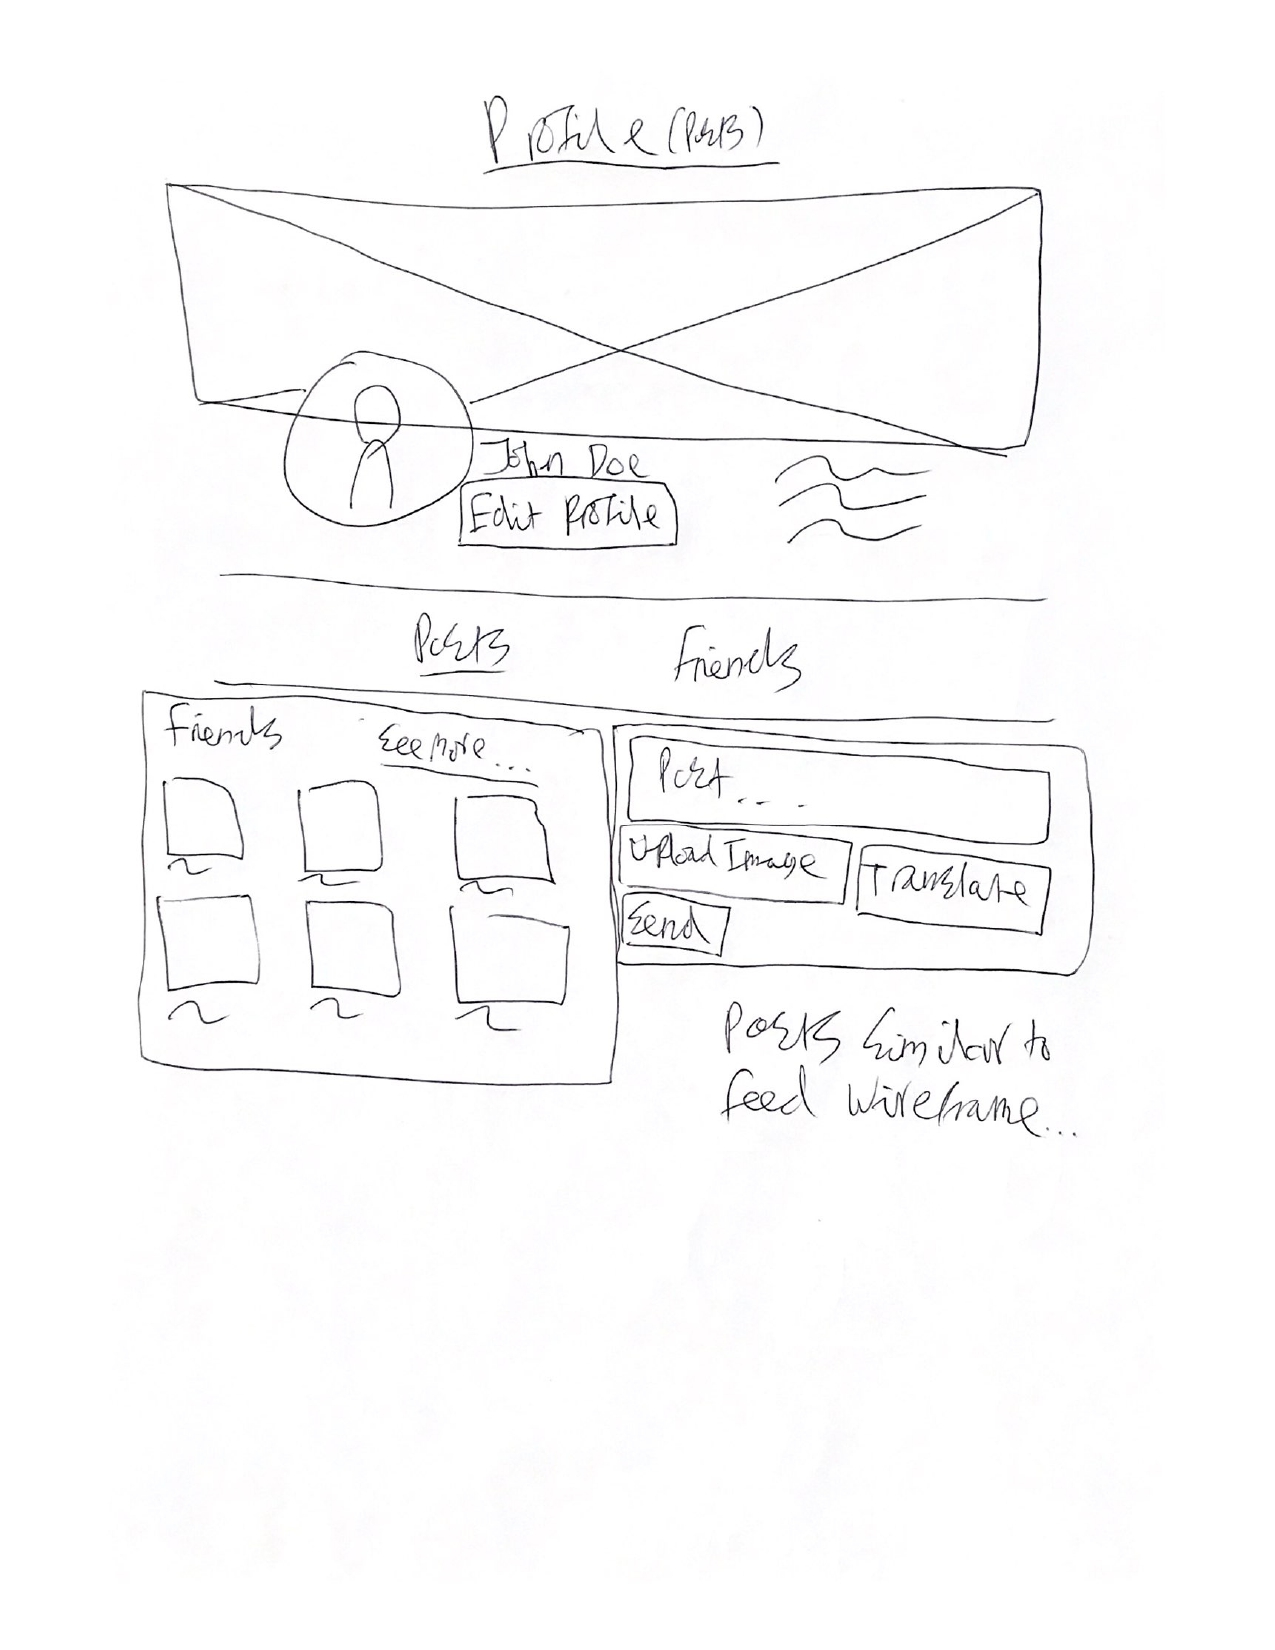 Profile
John Doe
Edit Profile
Posts Friends
Friends See More...
Post....
Upload Image Translate
Send
Posts Similar to
Feed Wireframe...